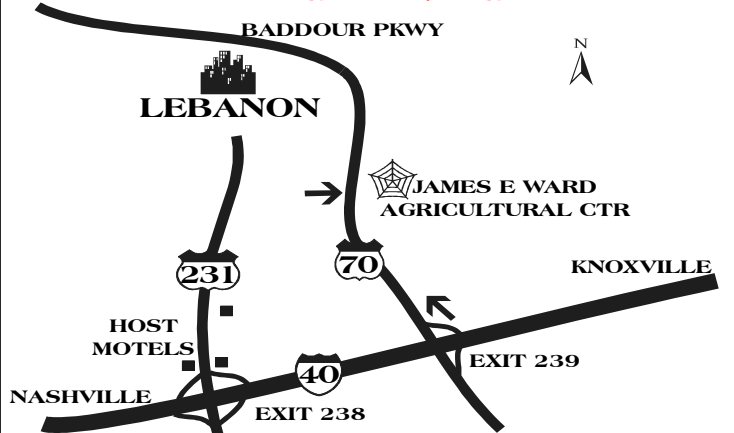 BADDOUR PKWY
N
LEBANON
JAMES E WARD
AGRICULTURAL CTR
231
70
KNOXVILLE
HOST
MOTELS
40
EXIT 239
NASHVILLE
EXIT 238